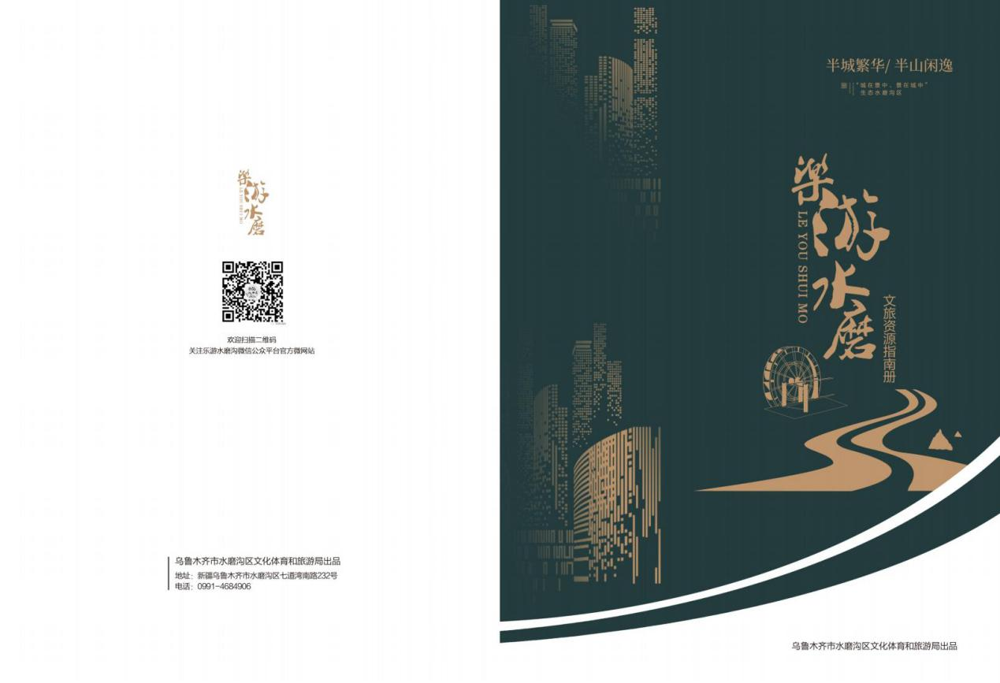 樂游水磨
LE YOU SHUI MO
欢迎扫描二维码
关注乐游水磨沟微信公众平台官方微网站
乌鲁木齐市水磨沟区文化体育和旅游局出品
地址：新疆乌鲁木齐市水磨沟区七道湾南路232号
电话：0991-4684906
半城繁华/ 半山闲逸
“城在景中、景在城中”
生态水磨沟区
樂游水磨
LE YOU SHUI MO
文旅资源指南册
乌鲁木齐市水磨沟区文化体育和旅游局出品